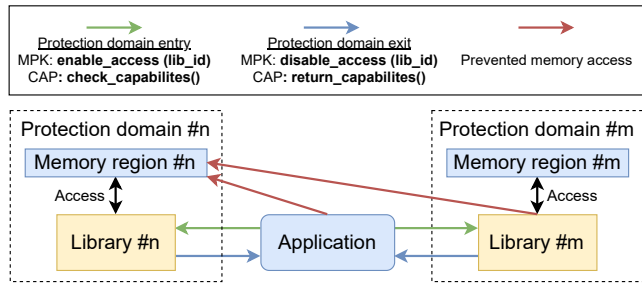 Protection domain entry
MPK: enable_access (lib_id)
CAP: check_capabilites()
Protection domain exit
MPK: disable_access (lib_id)
CAP: return_capabilites()
Prevented memory access
Protection domain #n
Memory region #n
Access
Library #n
Application
Protection domain #m
Memory region #m
Access
Library #m